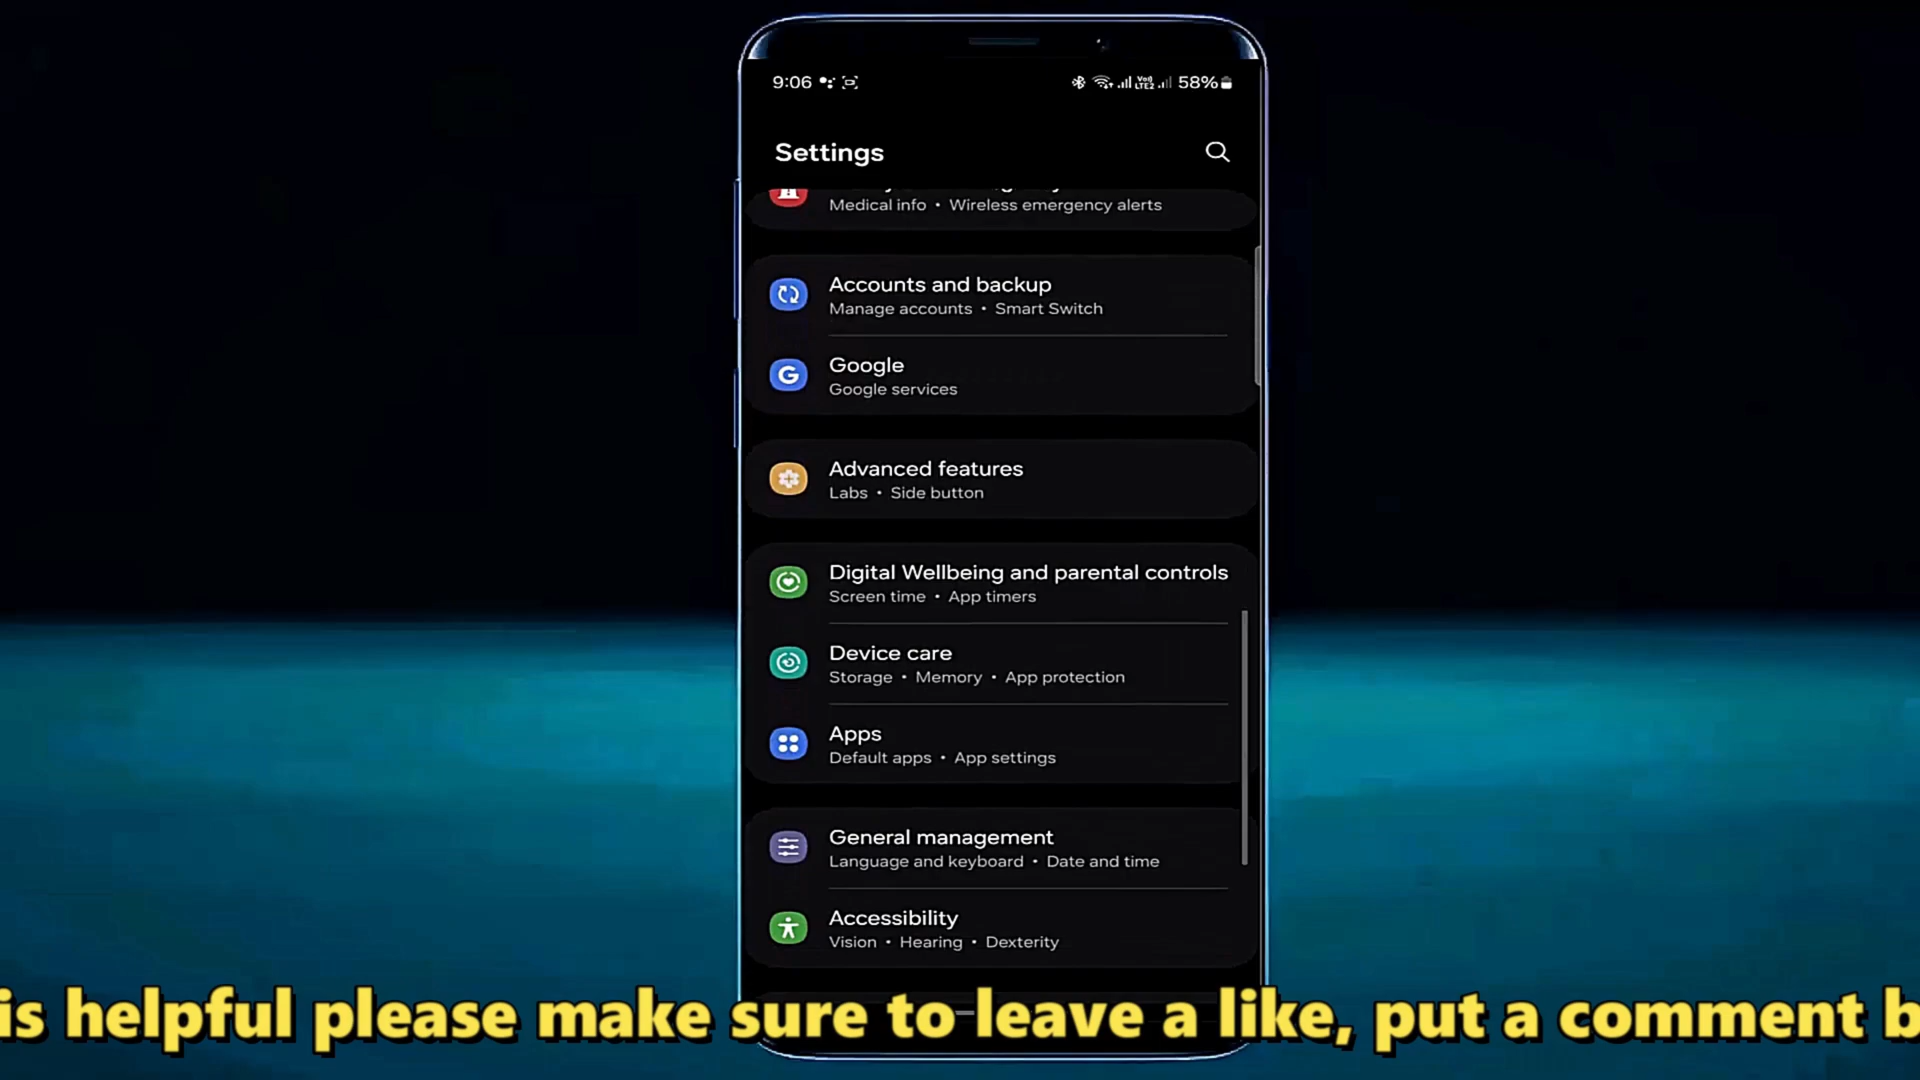 9:06 58%
Settings
Medical info • Wireless emergency alerts
Accounts and backup
Manage accounts • Smart Switch
Google
Google services
Advanced features
Labs • Side button
Digital Wellbeing and parental controls
Screen time • App timers
Device care
Storage • Memory • App protection
Apps
Default apps • App settings
General management
Language and keyboard • Date and time
Accessibility
Vision • Hearing • Dexterity
is helpful please make sure to leave a like, put a comment b